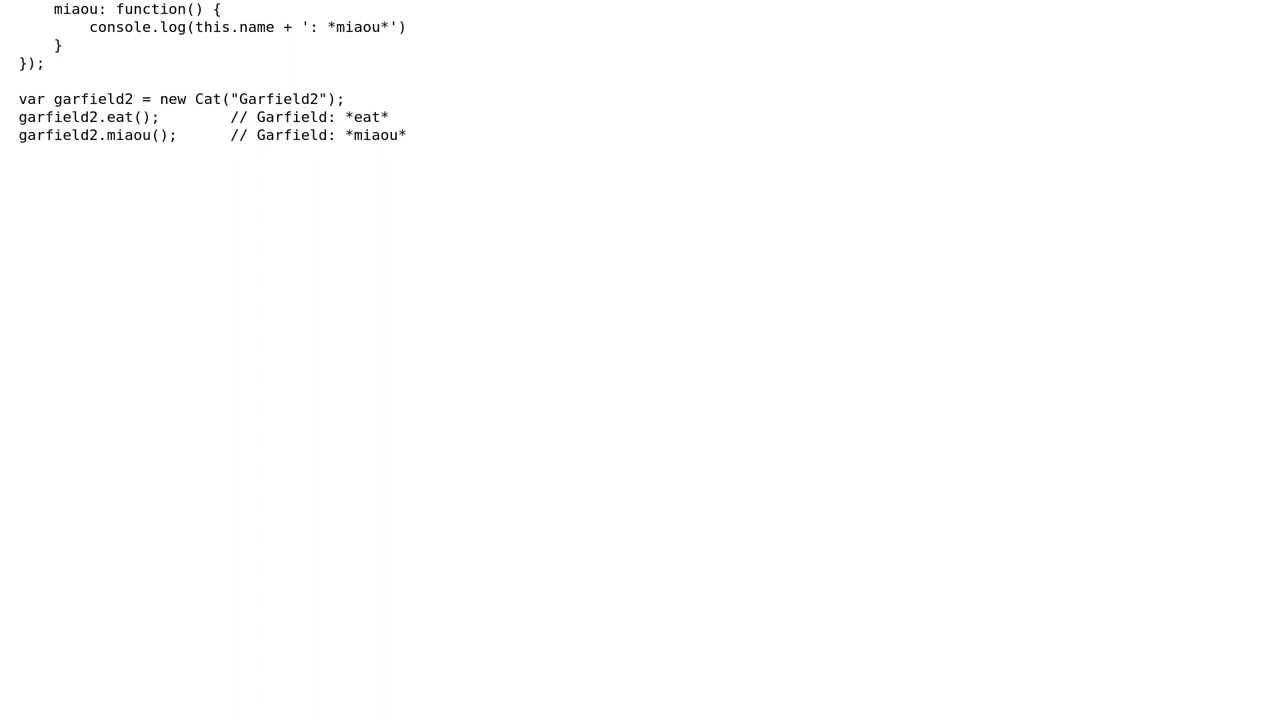 miaou: function() {
        console.log(this.name + ': *miaou*')
    }
});

var garfield2 = new Cat("Garfield2");
garfield2.eat();        // Garfield: *eat*
garfield2.miaou();      // Garfield: *miaou*